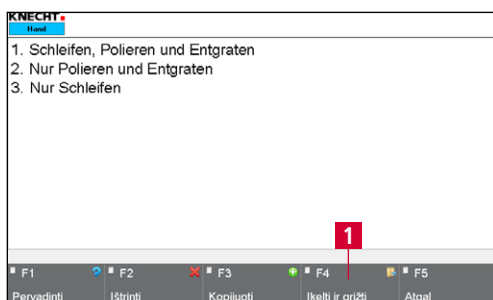 KNECHT
Hand
1. Schleifen, Polieren und Entgraten
2. Nur Polieren und Entgraten
3. Nur Schleifen
1
F1 F2 F3 F4 F5
Pervadinti Ištrinti Kopijuoti Įkelti ir grįžti Atgal